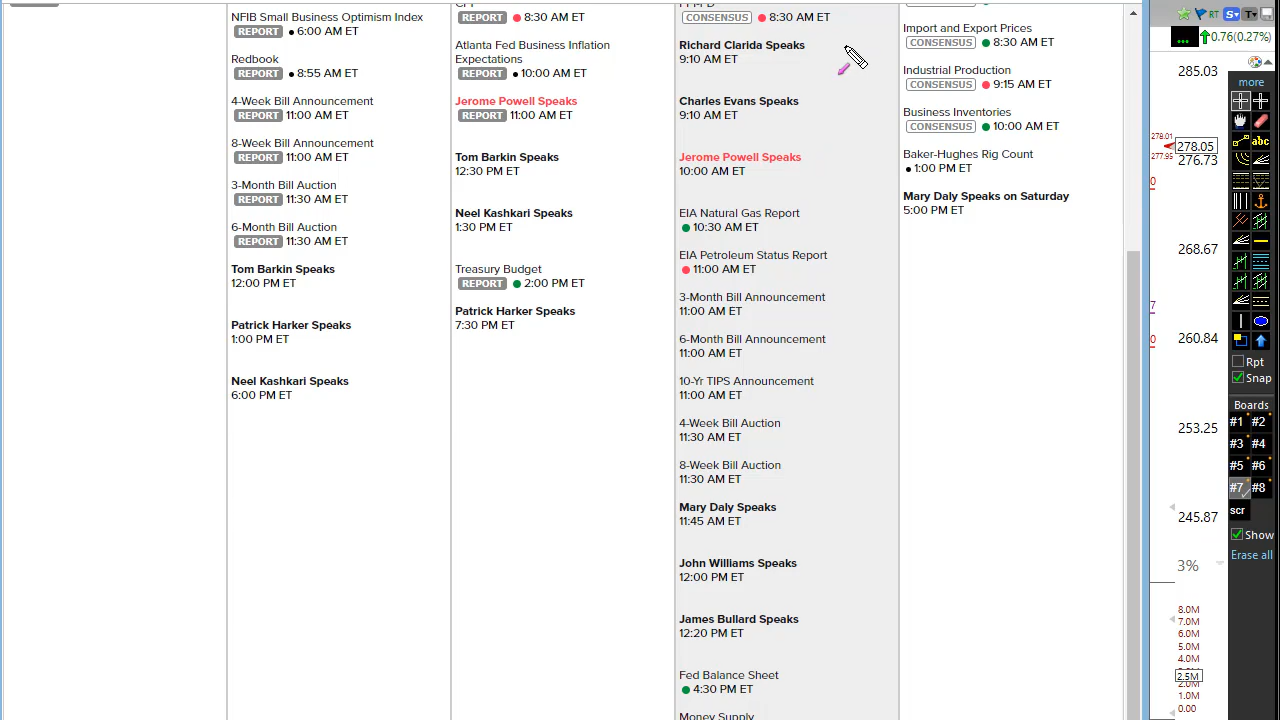 NFIB Small Business Optimism Index
REPORT 6:00 AM ET
Redbook
REPORT 8:55 AM ET
4-Week Bill Announcement
REPORT 11:00 AM ET
8-Week Bill Announcement
REPORT 11:00 AM ET
3-Month Bill Auction
REPORT 11:30 AM ET
6-Month Bill Auction
REPORT 11:30 AM ET
Tom Barkin Speaks
12:00 PM ET
Patrick Harker Speaks
1:00 PM ET
Neel Kashkari Speaks
6:00 PM ET
REPORT 8:30 AM ET
Atlanta Fed Business Inflation
Expectations
REPORT 10:00 AM ET
Jerome Powell Speaks
REPORT 11:00 AM ET
Tom Barkin Speaks
12:30 PM ET
Neel Kashkari Speaks
1:30 PM ET
Treasury Budget
REPORT 2:00 PM ET
Patrick Harker Speaks
7:30 PM ET
CONSENSUS 8:30 AM ET
Richard Clarida Speaks
9:10 AM ET
Charles Evans Speaks
9:10 AM ET
Jerome Powell Speaks
10:00 AM ET
EIA Natural Gas Report
10:30 AM ET
EIA Petroleum Status Report
11:00 AM ET
3-Month Bill Announcement
11:00 AM ET
6-Month Bill Announcement
11:00 AM ET
10-Yr TIPS Announcement
11:00 AM ET
4-Week Bill Auction
11:30 AM ET
8-Week Bill Auction
11:30 AM ET
Mary Daly Speaks
11:45 AM ET
John Williams Speaks
12:00 PM ET
James Bullard Speaks
12:20 PM ET
Fed Balance Sheet
4:30 PM ET
Money Supply
Import and Export Prices
CONSENSUS 8:30 AM ET
Industrial Production
CONSENSUS 9:15 AM ET
Business Inventories
CONSENSUS 10:00 AM ET
Baker-Hughes Rig Count
1:00 PM ET
Mary Daly Speaks on Saturday
5:00 PM ET
RT S T
... 0.76(0.27%)
285.03
278.01
278.05
277.95
276.73
0
268.67
7
260.84
0
253.25
245.87
3%
8.0M
7.0M
6.0M
5.0M
4.0M
2.5M
2.0M
1.0M
0.00
more
abc
Rpt
Snap
Boards
#1 #2
#3 #4
#5 #6
#7 #8
scr
Show
Erase all